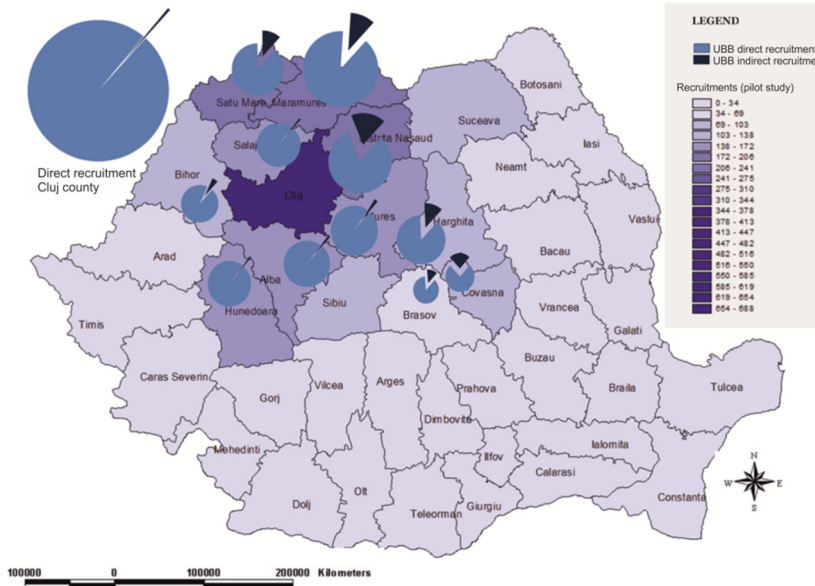 LEGEND
UBB direct recruitment
UBB indirect recruitme
Recruitments (pilot study)
0 - 34
34 - 69
69 - 103
103 - 138
138 - 172
172 - 206
206 - 241
241 - 275
275 - 310
310 - 344
344 - 378
378 - 413
413 - 447
447 - 482
482 - 516
516 - 550
550 - 585
585 - 619
619 - 654
654 - 688
Direct recruitment
Cluj county
Botosani
Satu Mare
Maramures
Suceava
Iasi
Salaj
Nasaud
Neamt
Bihor
Cluj
Vaslui
Arad
Bacau
Alba
Covasna
Hunedoara
Sibiu
Brasov
Vrancea
Timis
Galati
Buzau
Caras Severin
Gorj
Vilcea
Arges
Prahova
Braila
Tulcea
Dimbovita
Mehedinti
Ilfov
Ialomita
Calarasi
Dolj
Olt
Teleorman
Giurgiu
Constanta
N
W
E
S
100000 0 100000 200000 Kilometers